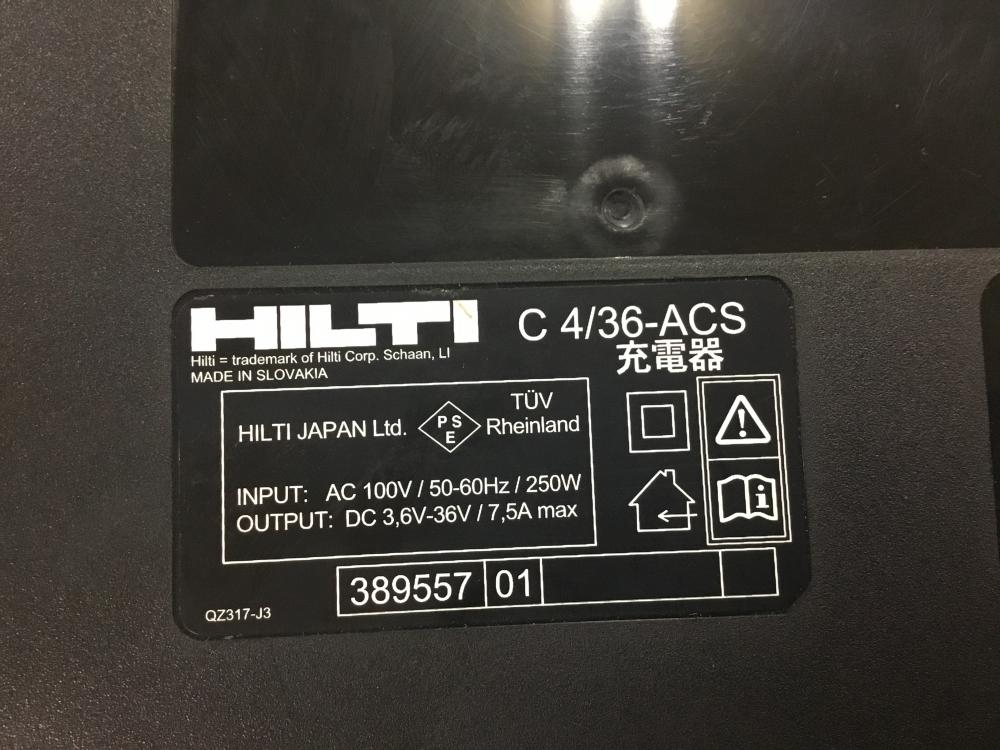 HILTI
C 4/36-ACS
充電器
Hilti = trademark of Hilti Corp. Schaan, LI
MADE IN SLOVAKIA
HILTI JAPAN Ltd.
PS
E
TÜV
Rheinland
INPUT: AC 100V / 50-60Hz / 250W
OUTPUT: DC 3,6V-36V / 7,5A max
389557 01
QZ317-J3